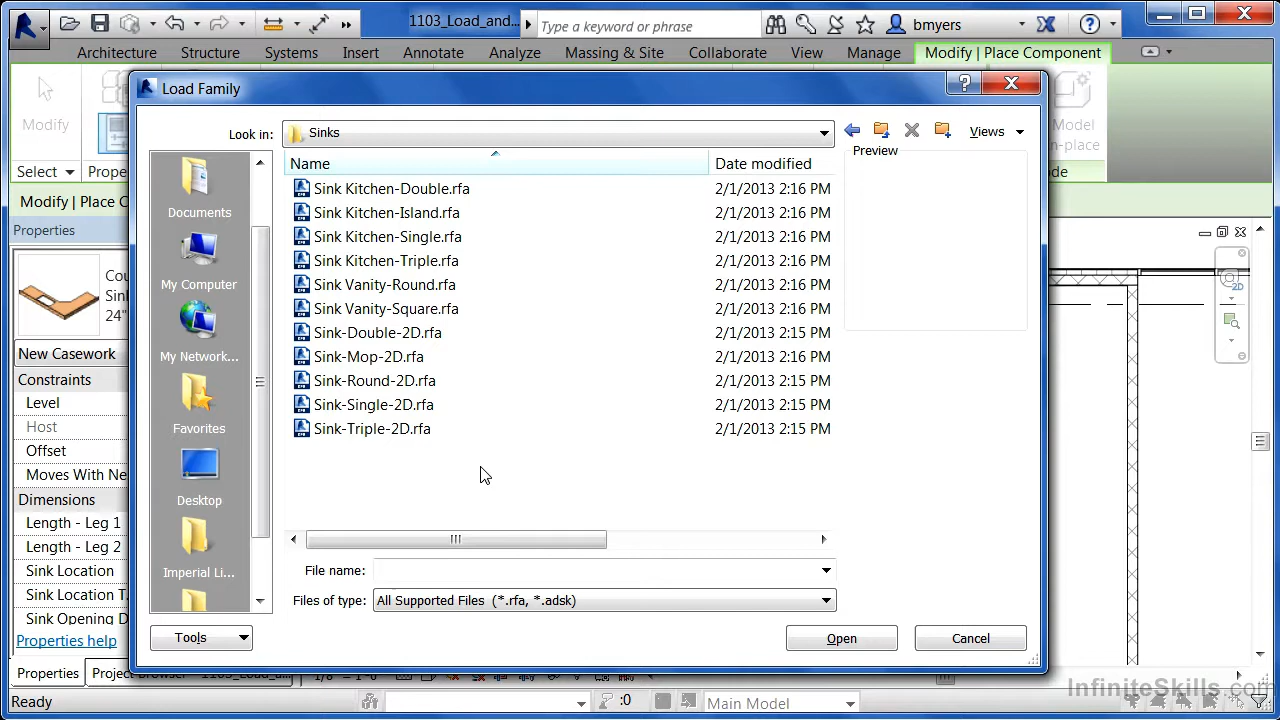 1103_Load_and...
Type a keyword or phrase
bmyers
Architecture Structure Systems Insert Annotate Analyze Massing & Site Collaborate View Manage Modify | Place Component
Modify
Model
n-place
Select Prope
ode
Modify | Place C
Load Family
Look in: Sinks
Views
Preview
Name Date modified
Sink Kitchen-Double.rfa 2/1/2013 2:16 PM
Sink Kitchen-Island.rfa 2/1/2013 2:16 PM
Sink Kitchen-Single.rfa 2/1/2013 2:16 PM
Sink Kitchen-Triple.rfa 2/1/2013 2:16 PM
Sink Vanity-Round.rfa 2/1/2013 2:16 PM
Sink Vanity-Square.rfa 2/1/2013 2:16 PM
Sink-Double-2D.rfa 2/1/2013 2:15 PM
Sink-Mop-2D.rfa 2/1/2013 2:16 PM
Sink-Round-2D.rfa 2/1/2013 2:15 PM
Sink-Single-2D.rfa 2/1/2013 2:15 PM
Sink-Triple-2D.rfa 2/1/2013 2:15 PM
Documents
My Computer
My Network...
Favorites
Desktop
Imperial Li...
File name:
Files of type: All Supported Files (*.rfa, *.adsk)
Tools
Open
Cancel
Properties
Cou
Sin
24"
New Casework
Constraints
Level
Host
Offset
Moves With Ne
Dimensions
Length - Leg 1
Length - Leg 2
Sink Location
Sink Location T
Sink Opening D
Properties help
Properties
2D
Ready
:0
Main Model
InfiniteSkills.com